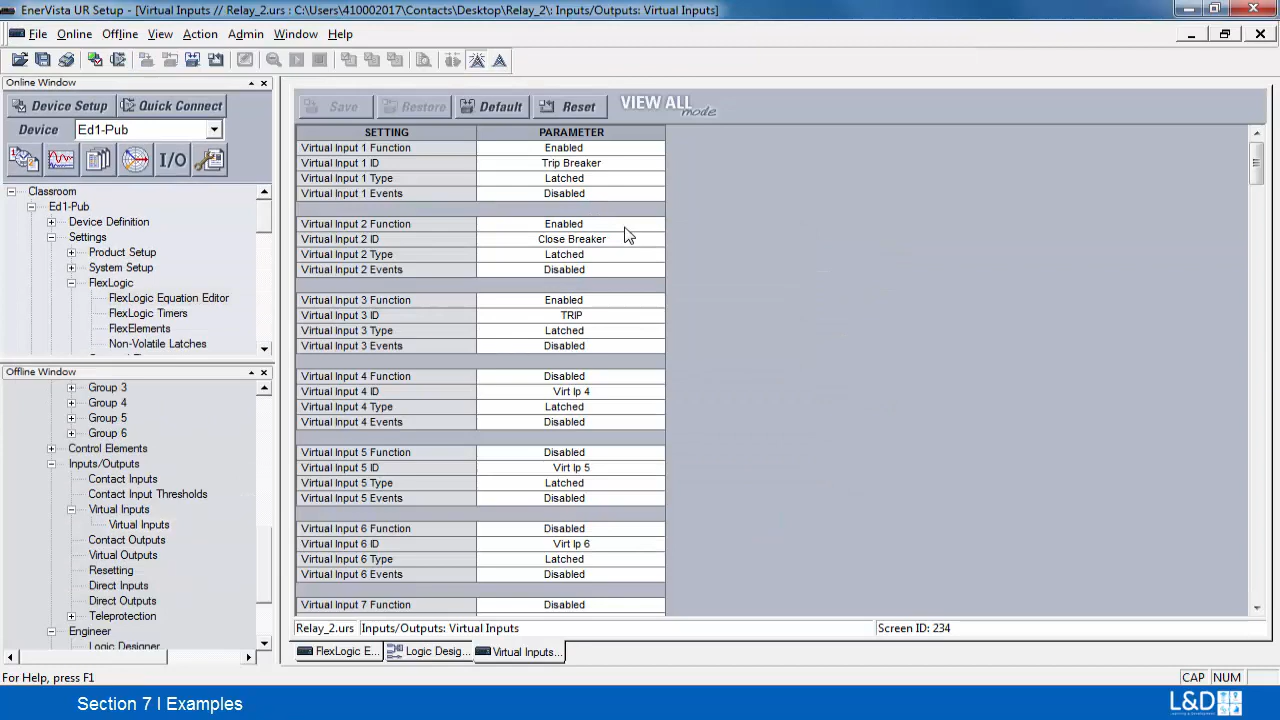 EnerVista UR Setup - [Virtual Inputs // Relay_2.urs : C:\Users\410002017\Contacts\Desktop\Relay_2\: Inputs/Outputs: Virtual Inputs]
File Online Offline View Action Admin Window Help
Online Window
Device Setup Quick Connect
Device Ed1-Pub
I/O
Classroom
Ed1-Pub
Device Definition
Settings
Product Setup
System Setup
FlexLogic
FlexLogic Equation Editor
FlexLogic Timers
FlexElements
Non-Volatile Latches
Offline Window
Group 3
Group 4
Group 5
Group 6
Control Elements
Inputs/Outputs
Contact Inputs
Contact Input Thresholds
Virtual Inputs
Virtual Inputs
Contact Outputs
Virtual Outputs
Resetting
Direct Inputs
Direct Outputs
Teleprotection
Engineer
Logic Designer
Save Restore Default Reset VIEW ALL mode
SETTING PARAMETER
Virtual Input 1 Function Enabled
Virtual Input 1 ID Trip Breaker
Virtual Input 1 Type Latched
Virtual Input 1 Events Disabled
Virtual Input 2 Function Enabled
Virtual Input 2 ID Close Breaker
Virtual Input 2 Type Latched
Virtual Input 2 Events Disabled
Virtual Input 3 Function Enabled
Virtual Input 3 ID TRIP
Virtual Input 3 Type Latched
Virtual Input 3 Events Disabled
Virtual Input 4 Function Disabled
Virtual Input 4 ID Virt Ip 4
Virtual Input 4 Type Latched
Virtual Input 4 Events Disabled
Virtual Input 5 Function Disabled
Virtual Input 5 ID Virt Ip 5
Virtual Input 5 Type Latched
Virtual Input 5 Events Disabled
Virtual Input 6 Function Disabled
Virtual Input 6 ID Virt Ip 6
Virtual Input 6 Type Latched
Virtual Input 6 Events Disabled
Virtual Input 7 Function Disabled
Relay_2.urs Inputs/Outputs: Virtual Inputs Screen ID: 234
FlexLogic E... Logic Desig... Virtual Inputs...
For Help, press F1 CAP NUM
Section 7 I Examples L&D